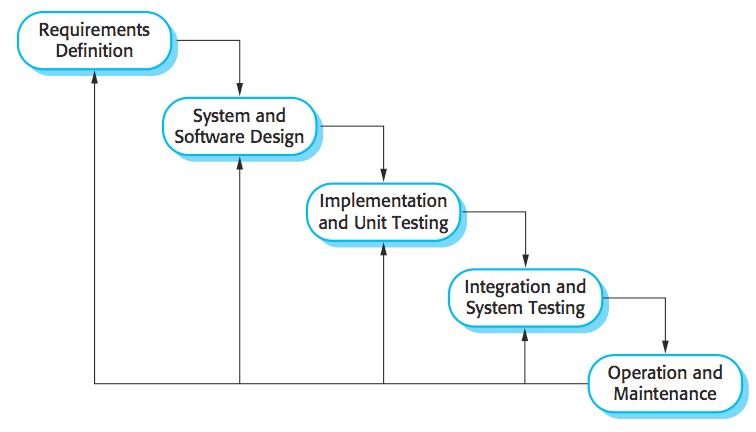 Requirements
Definition
System and
Software Design
Implementation
and Unit Testing
Integration and
System Testing
Operation and
Maintenance